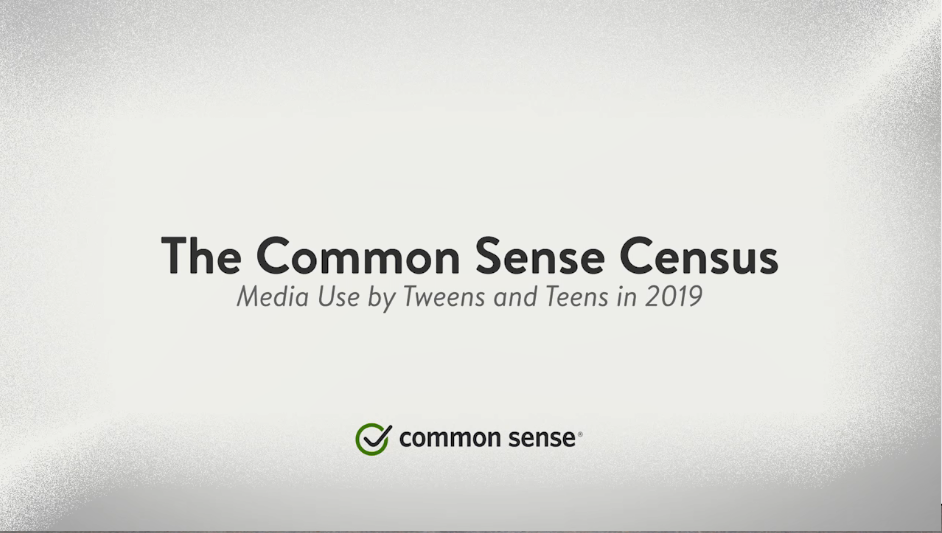 The Common Sense Census
Media Use by Tweens and Teens in 2019
common sense®